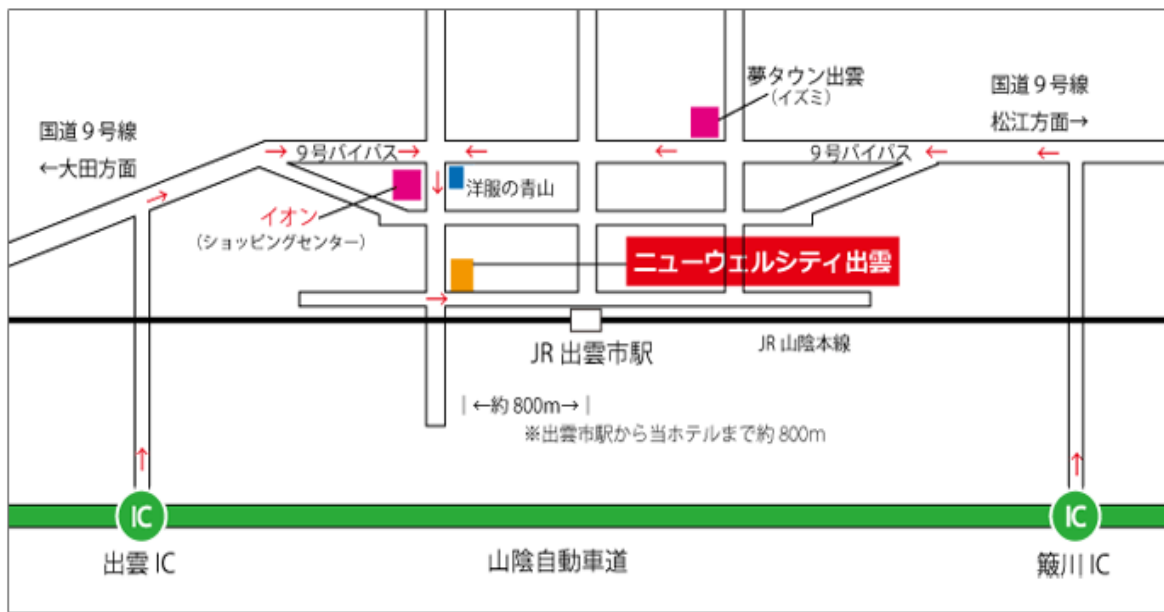 夢タウン出雲
（イズミ）
国道９号線
松江方面→
国道９号線
←大田方面
９号バイパス
９号バイパス
洋服の青山
イオン
（ショッピングセンター）
ニューウェルシティ出雲
JR 出雲市駅
JR 山陰本線
｜←約 800m→｜
※出雲市駅から当ホテルまで約 800m
IC
IC
出雲 IC
山陰自動車道
簸川 IC